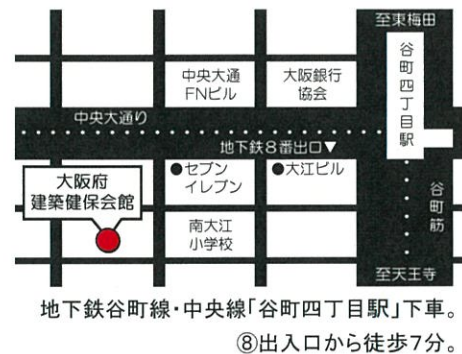 至東梅田
谷町四丁目駅
中央大通
FNビル
大阪銀行
協会
中央大通り
地下鉄8番出口▼
●セブン
イレブン
●大江ビル
大阪府
建築健保会館
谷町筋
南大江
小学校
至天王寺
地下鉄谷町線・中央線「谷町四丁目駅」下車。
⑧出入口から徒歩7分。